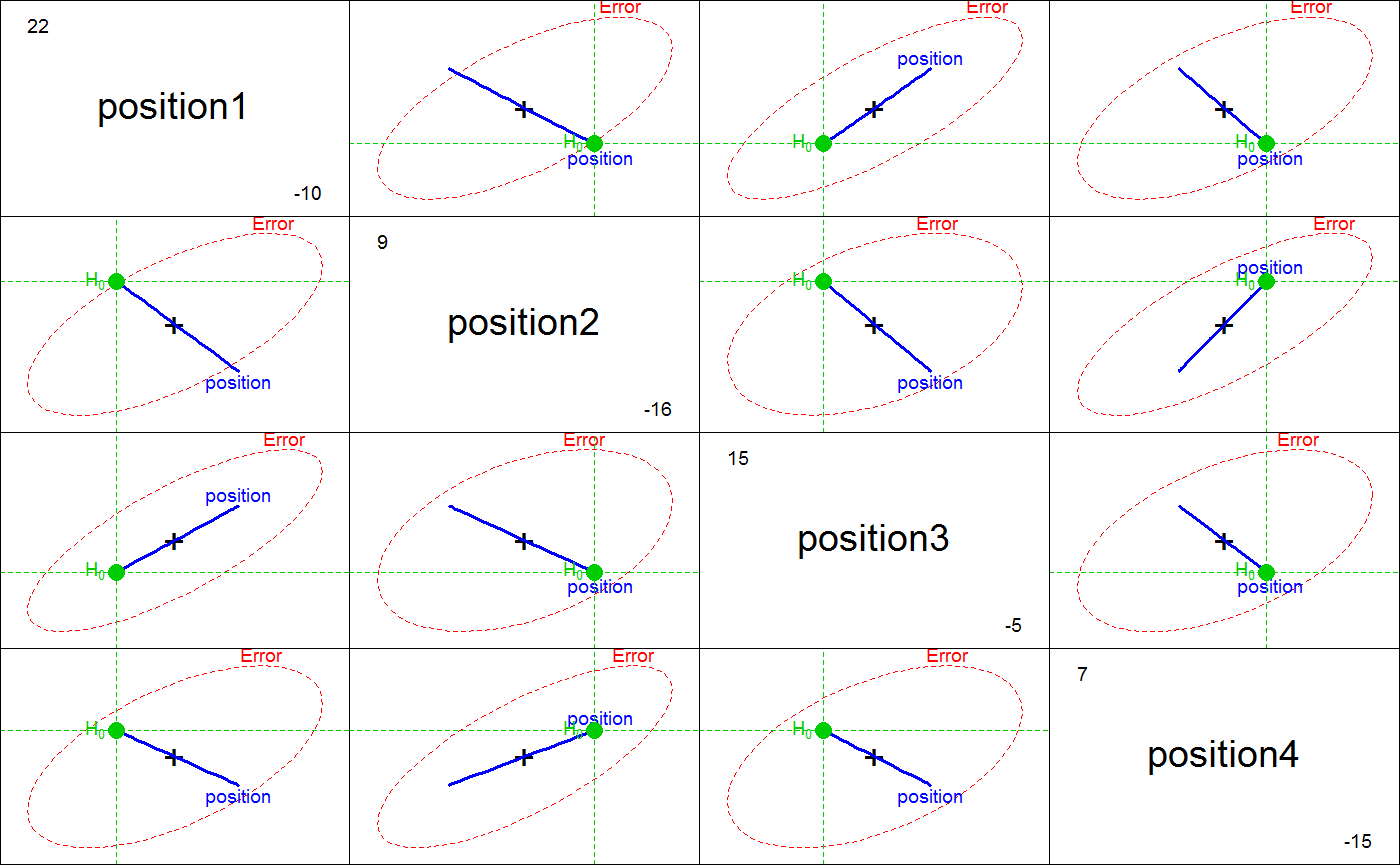 22
position1
-10
Error
H0
position
Error
position
H0
Error
H0
position
Error
H0
position
9
position2
-16
Error
H0
position
Error
position
H0
Error
position
H0
Error
H0
position
15
position3
-5
Error
H0
position
Error
H0
position
Error
position
H0
Error
H0
position
7
position4
-15